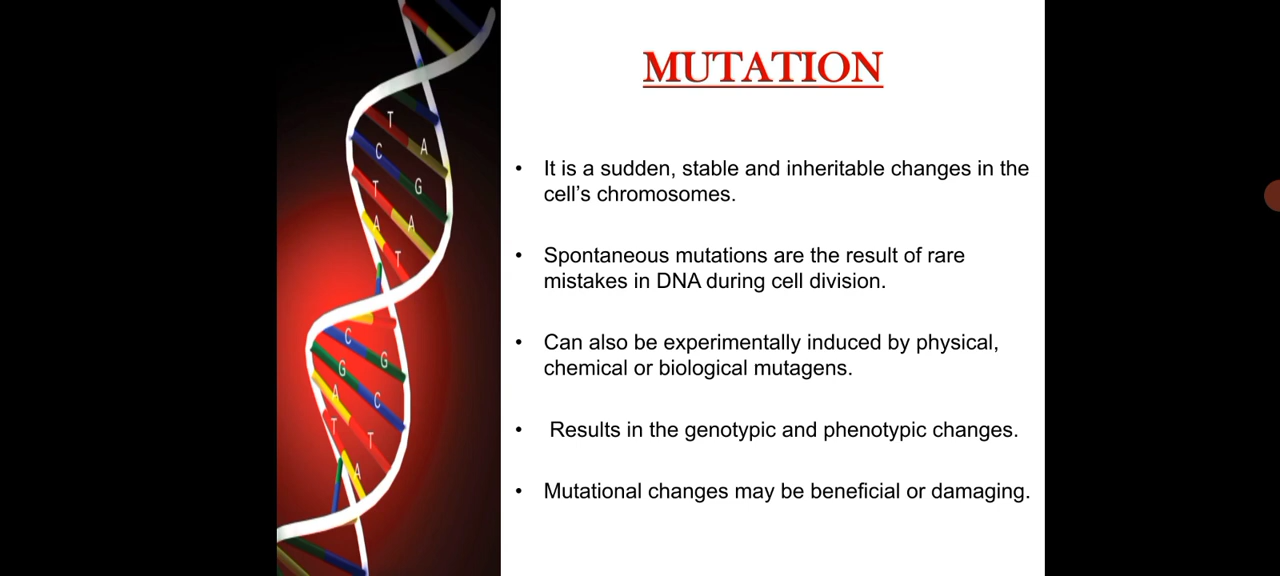 MUTATION
• It is a sudden, stable and inheritable changes in the
cell’s chromosomes.
• Spontaneous mutations are the result of rare
mistakes in DNA during cell division.
• Can also be experimentally induced by physical,
chemical or biological mutagens.
• Results in the genotypic and phenotypic changes.
• Mutational changes may be beneficial or damaging.
T
A
C
G
T
A
A
T
C
G
G
C
A
T
T
A